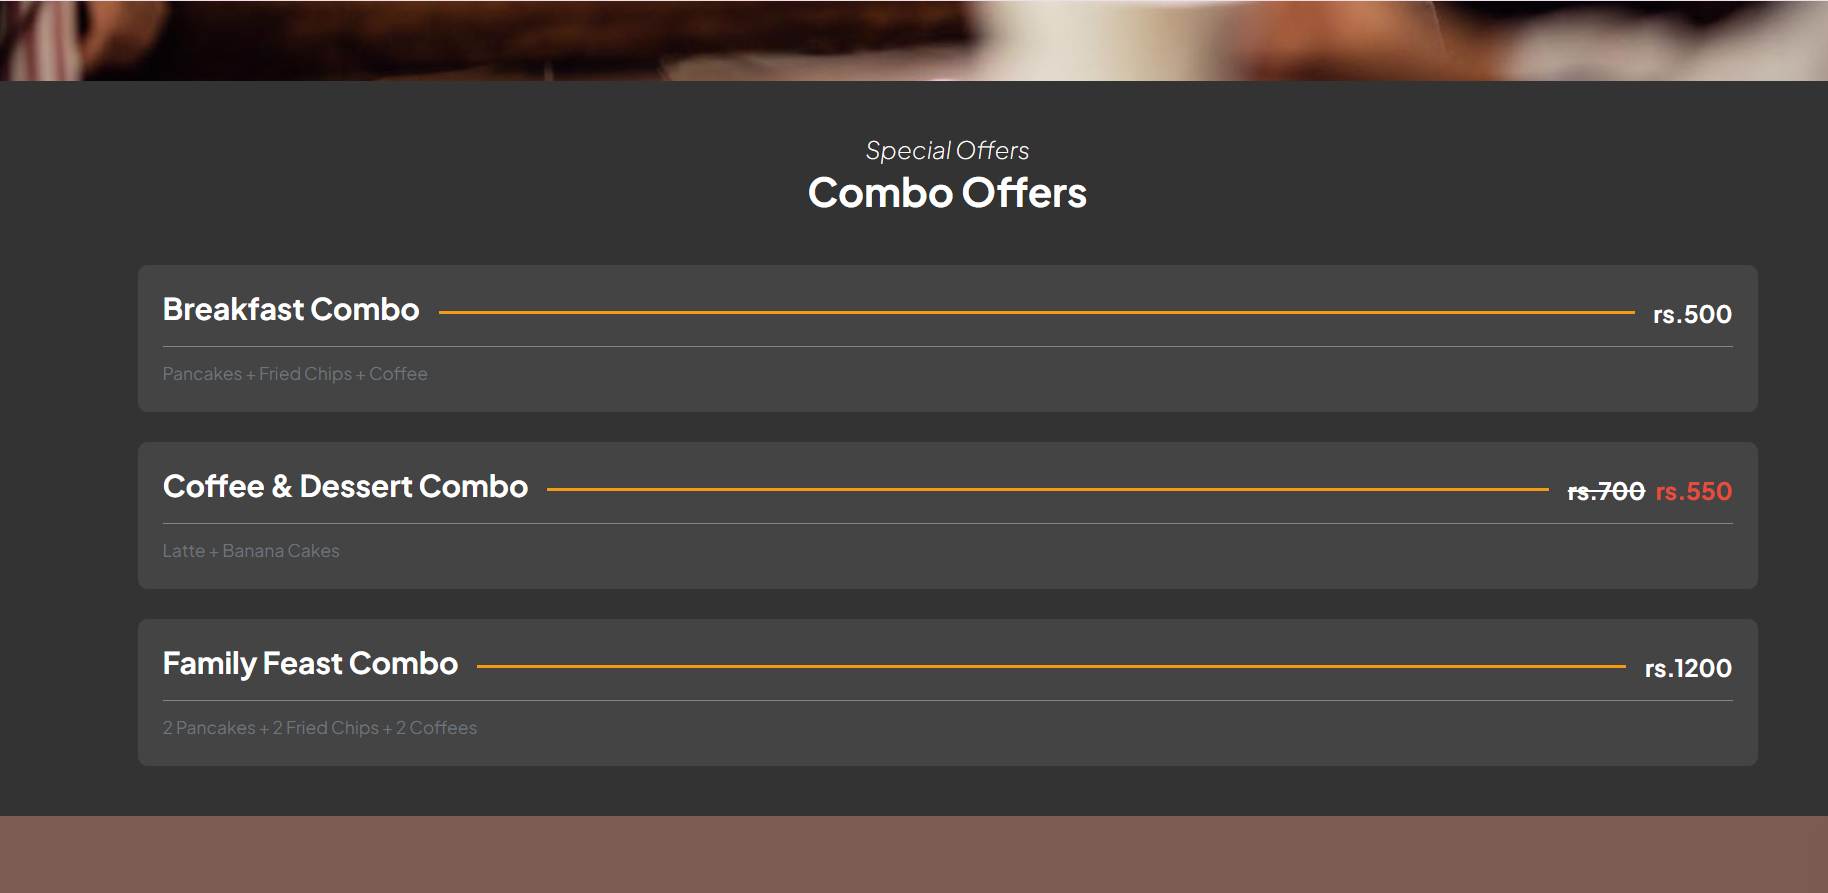 Special Offers
Combo Offers
Breakfast Combo rs.500
Pancakes + Fried Chips + Coffee
Coffee & Dessert Combo rs.700 rs.550
Latte + Banana Cakes
Family Feast Combo rs.1200
2 Pancakes + 2 Fried Chips + 2 Coffees